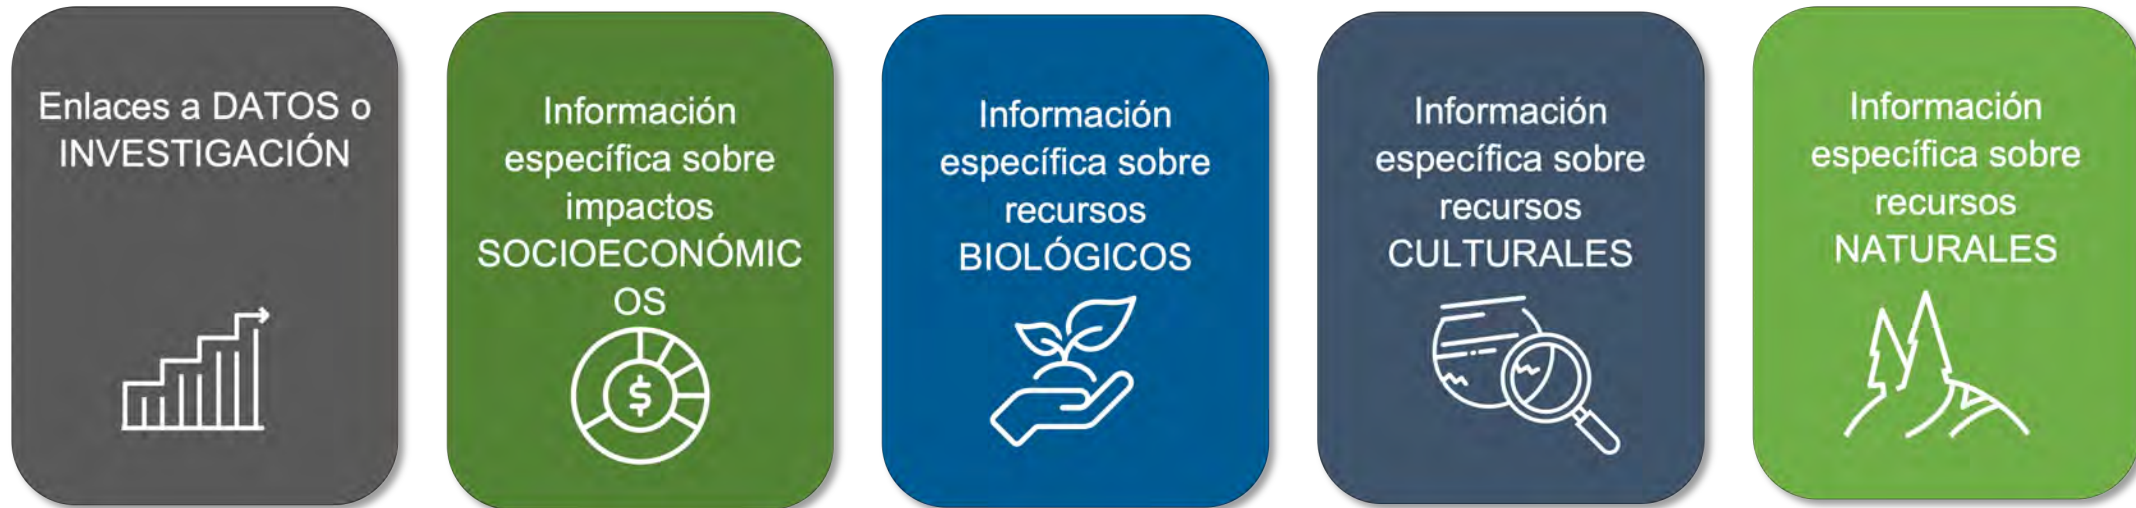 Enlaces a DATOS o
INVESTIGACIÓN
Información
específica sobre
impactos
SOCIOECONÓMIC
OS
$
Información
específica sobre
recursos
BIOLÓGICOS
Información
específica sobre
recursos
CULTURALES
Información
específica sobre
recursos
NATURALES